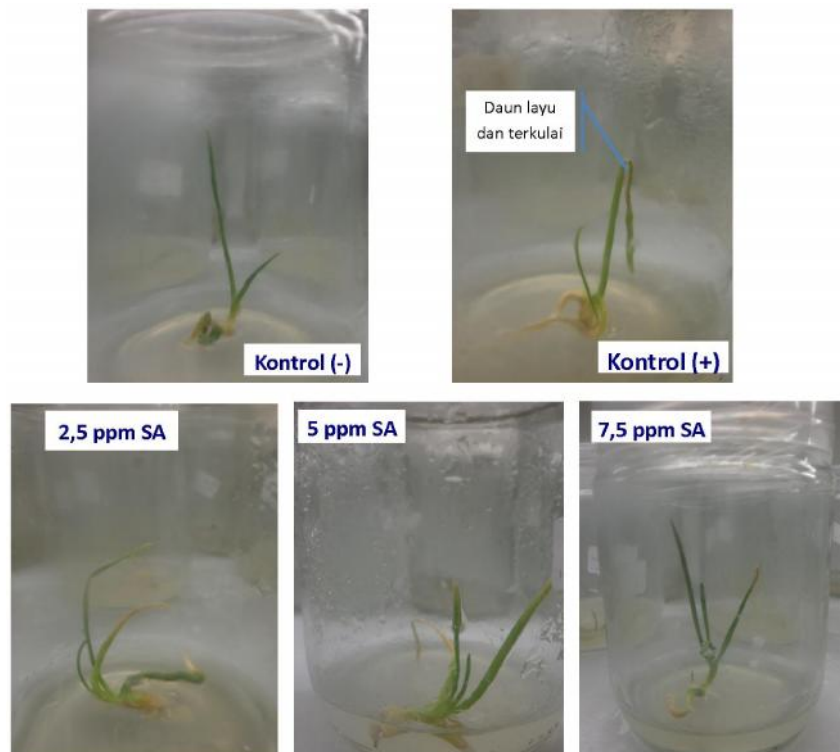 Daun layu
dan terkulai
Kontrol (-)
Kontrol (+)
2,5 ppm SA
5 ppm SA
7,5 ppm SA